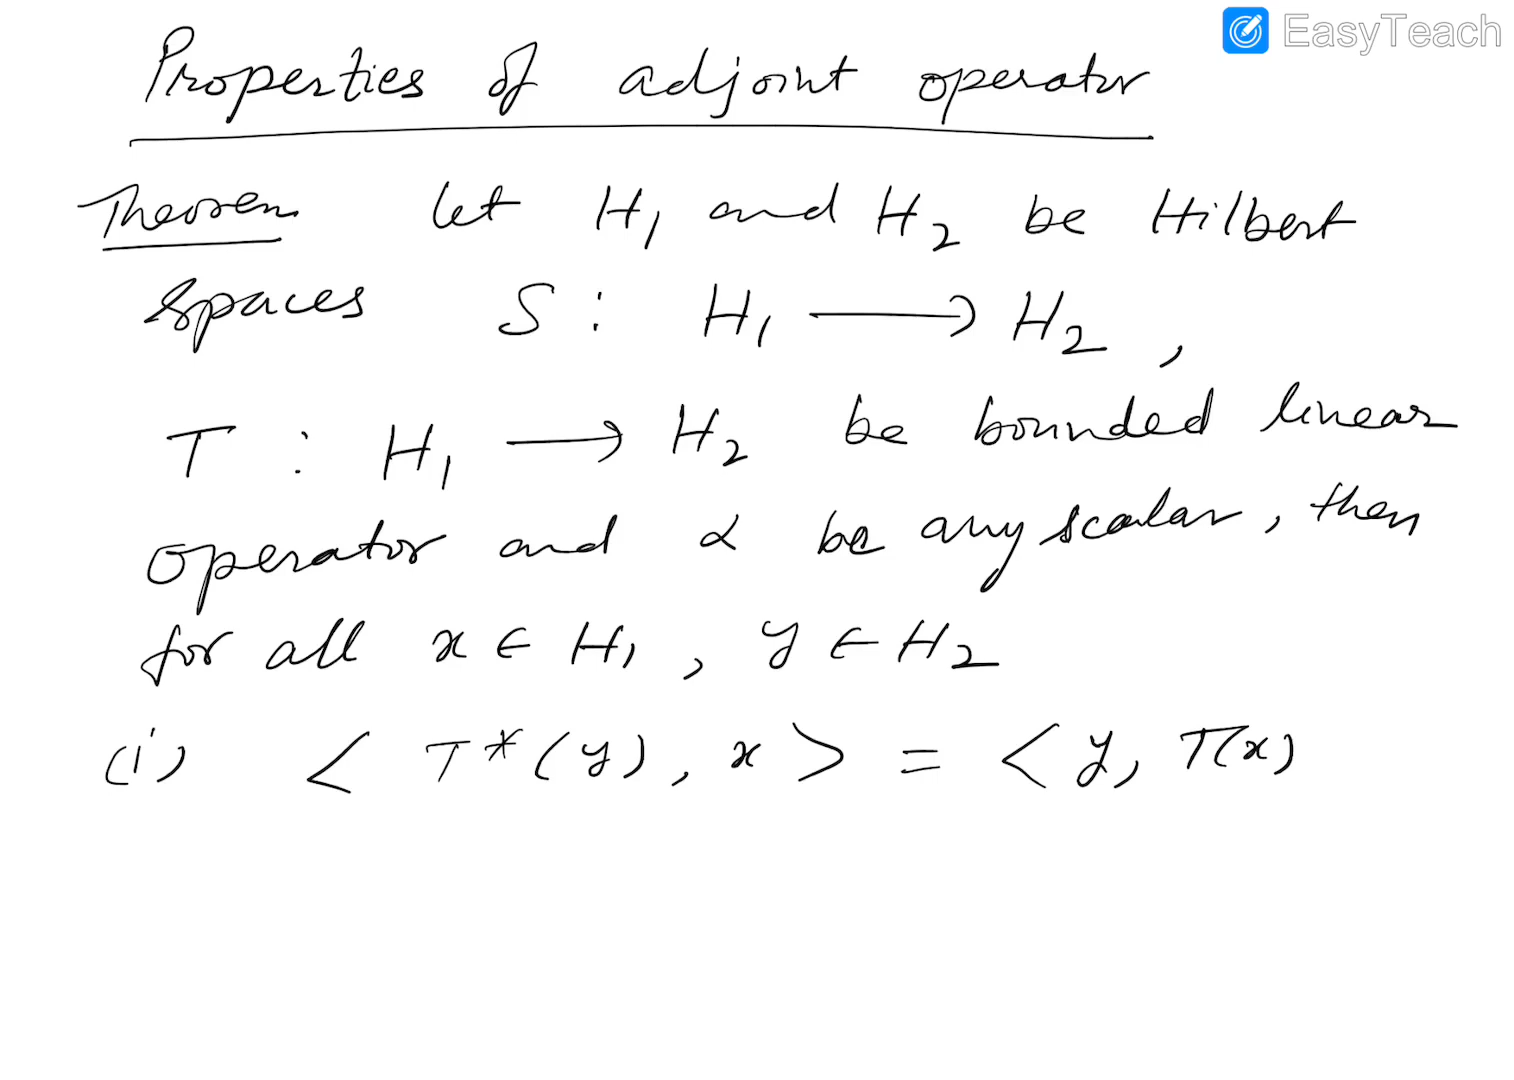 EasyTeach
Properties of adjoint operator
Theorem let H₁ and H₂ be Hilbert
spaces S : H₁ ⟶ H₂ ,
T : H₁ ⟶ H₂ be bounded linear
operator and α be any scalar, then
for all x ∈ H₁ , y ∈ H₂
(i) < T*(y), x > = < y, T(x)